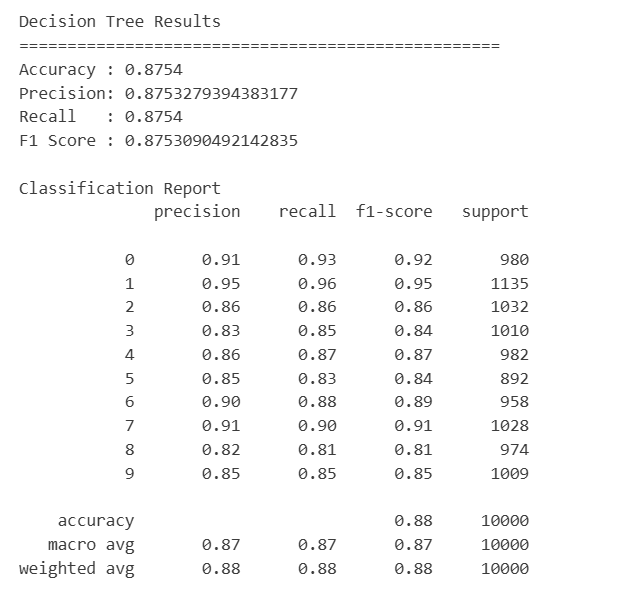 Decision Tree Results
==================================================
Accuracy : 0.8754
Precision: 0.8753279394383177
Recall   : 0.8754
F1 Score : 0.8753090492142835
Classification Report
precision    recall  f1-score   support
0       0.91      0.93      0.92       980
1       0.95      0.96      0.95      1135
2       0.86      0.86      0.86      1032
3       0.83      0.85      0.84      1010
4       0.86      0.87      0.87       982
5       0.85      0.83      0.84       892
6       0.90      0.88      0.89       958
7       0.91      0.90      0.91      1028
8       0.82      0.81      0.81       974
9       0.85      0.85      0.85      1009
accuracy                           0.88     10000
macro avg       0.87      0.87      0.87     10000
weighted avg       0.88      0.88      0.88     10000